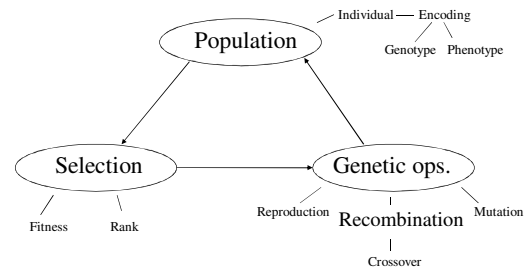 Individual
Encoding
Population
Genotype
Phenotype
Selection
Genetic ops.
Fitness
Rank
Reproduction
Recombination
Mutation
Crossover